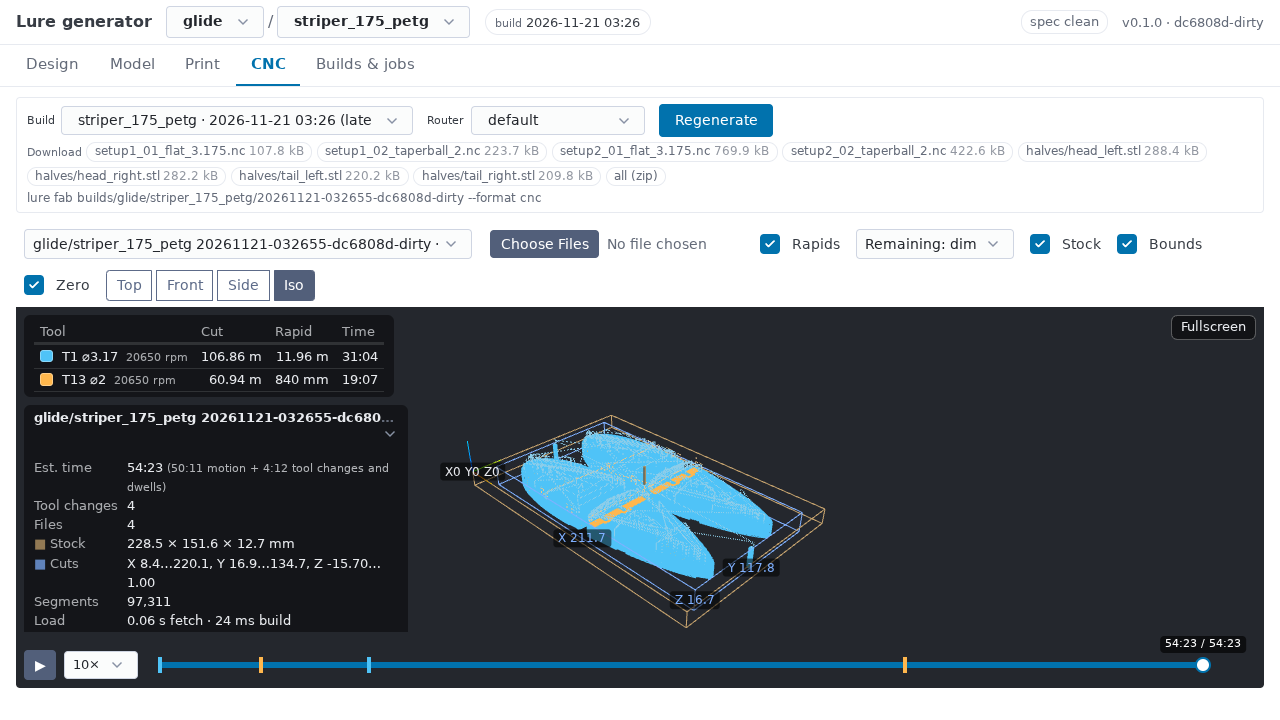 Lure generator glide / striper_175_petg build 2026-11-21 03:26 spec clean v0.1.0 · dc6808d-dirty
Design Model Print CNC Builds & jobs
Build striper_175_petg · 2026-11-21 03:26 (late Router default Regenerate
Download setup1_01_flat_3.175.nc 107.8 kB setup1_02_taperball_2.nc 223.7 kB setup2_01_flat_3.175.nc 769.9 kB setup2_02_taperball_2.nc 422.6 kB halves/head_left.stl 288.4 kB
halves/head_right.stl 282.2 kB halves/tail_left.stl 220.2 kB halves/tail_right.stl 209.8 kB all (zip)
lure fab builds/glide/striper_175_petg/20261121-032655-dc6808d-dirty --format cnc
glide/striper_175_petg 20261121-032655-dc6808d-dirty · Choose Files No file chosen Rapids Remaining: dim Stock Bounds
Zero Top Front Side Iso
Fullscreen
Tool Cut Rapid Time
T1 ⌀3.17 20650 rpm 106.86 m 11.96 m 31:04
T13 ⌀2 20650 rpm 60.94 m 840 mm 19:07
glide/striper_175_petg 20261121-032655-dc680…
Est. time 54:23 (50:11 motion + 4:12 tool changes and
dwells)
Tool changes 4
Files 4
Stock 228.5 × 151.6 × 12.7 mm
Cuts X 8.4…220.1, Y 16.9…134.7, Z -15.70…
1.00
Segments 97,311
Load 0.06 s fetch · 24 ms build
X0 Y0 Z0
X 211.7
Y 117.8
Z 16.7
54:23 / 54:23
▶ 10×